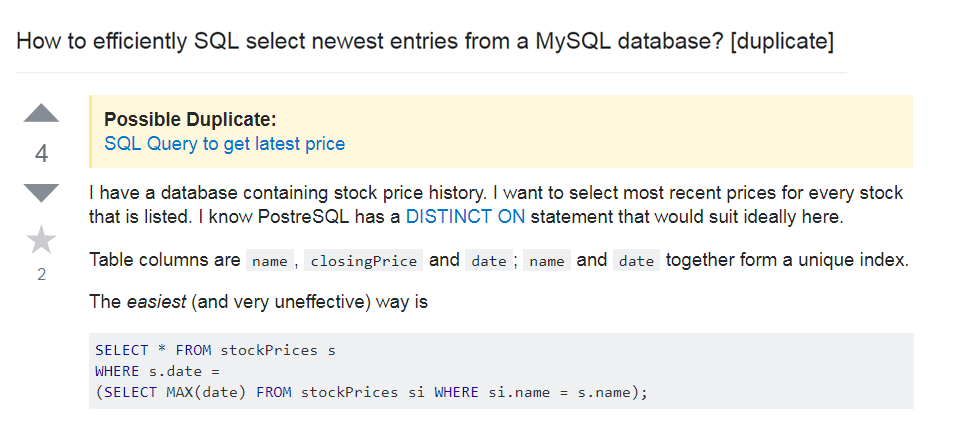 How to efficiently SQL select newest entries from a MySQL database? [duplicate]
Possible Duplicate:
SQL Query to get latest price
4
I have a database containing stock price history. I want to select most recent prices for every stock
that is listed. I know PostreSQL has a DISTINCT ON statement that would suit ideally here.
2
Table columns are name, closingPrice and date; name and date together form a unique index.
The easiest (and very uneffective) way is
SELECT * FROM stockPrices s
WHERE s.date =
(SELECT MAX(date) FROM stockPrices si WHERE si.name = s.name);